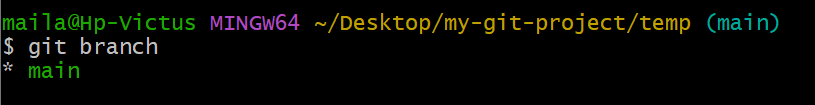 maila@Hp-Victus MINGW64 ~/Desktop/my-git-project/temp (main)
$ git branch
* main